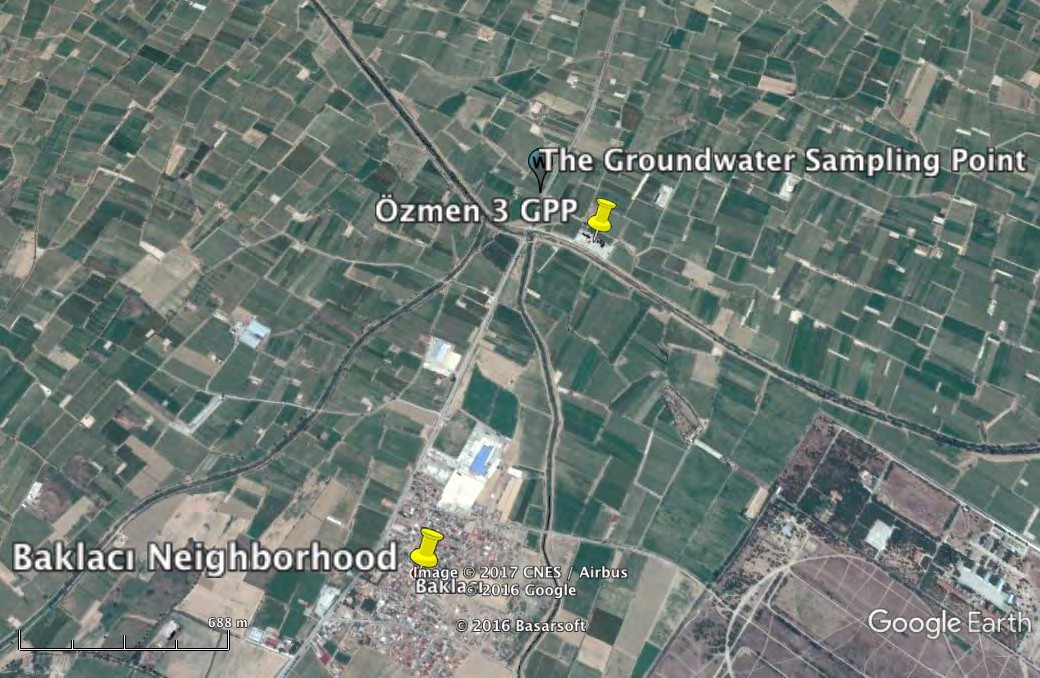 W
The Groundwater Sampling Point
Özmen 3 GPP
Baklacı Neighborhood
Image © 2017 CNES / Airbus
Baklacı
© 2016 Google
© 2016 Basarsoft
688 m
Google Earth